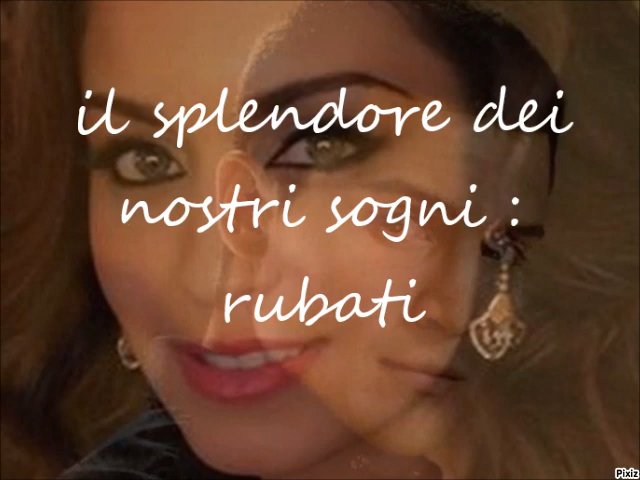 il splendore dei
nostri sogni :
rubati
Pixiz